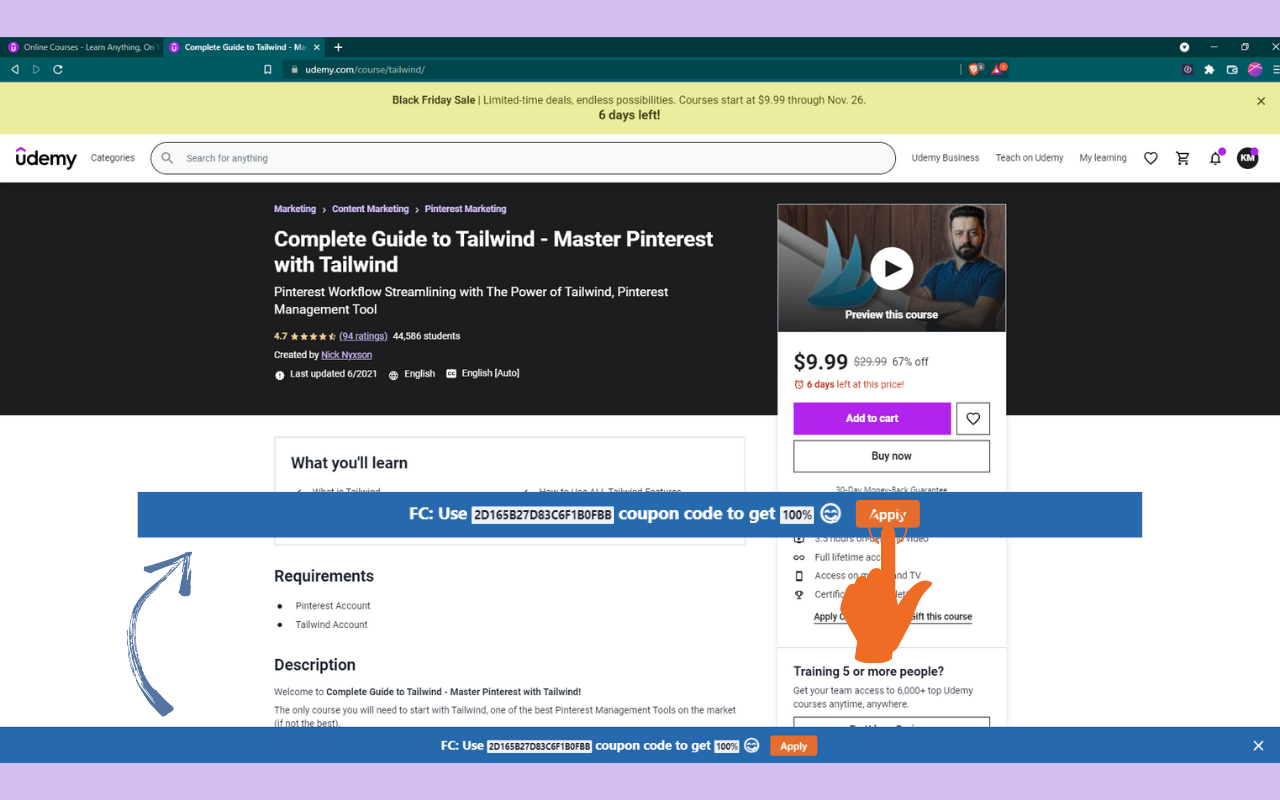 Online Courses - Learn Anything, On
Complete Guide to Tailwind - Ma
udemy.com/course/tailwind/
Black Friday Sale | Limited-time deals, endless possibilities. Courses start at $9.99 through Nov. 26.
6 days left!
ûdemy
Categories
Search for anything
Udemy Business
Teach on Udemy
My learning
KM
Marketing › Content Marketing › Pinterest Marketing
Complete Guide to Tailwind - Master Pinterest
with Tailwind
Pinterest Workflow Streamlining with The Power of Tailwind, Pinterest
Management Tool
4.7 (94 ratings) 44,586 students
Created by Nick Nyxson
Last updated 6/2021 English English [Auto]
Preview this course
$9.99 $29.99 67% off
6 days left at this price!
Add to cart
Buy now
30-Day Money-Back Guarantee
What you'll learn
What is Tailwind
How to Use ALL Tailwind Features
FC: Use 2D165B27D83C6F1B0FBB coupon code to get 100% Apply
3.5 hours on-demand video
Full lifetime
Access on TV
Apply
Gift this course
Requirements
Pinterest Account
Tailwind Account
Description
Welcome to Complete Guide to Tailwind - Master Pinterest with Tailwind!
The only course you will need to start with Tailwind, one of the best Pinterest Management Tools on the market
(if not the best).
Training 5 or more people?
Get your team access to 6,000+ top Udemy
courses anytime, anywhere.
FC: Use 2D165B27D83C6F1B0FBB coupon code to get 100% Apply